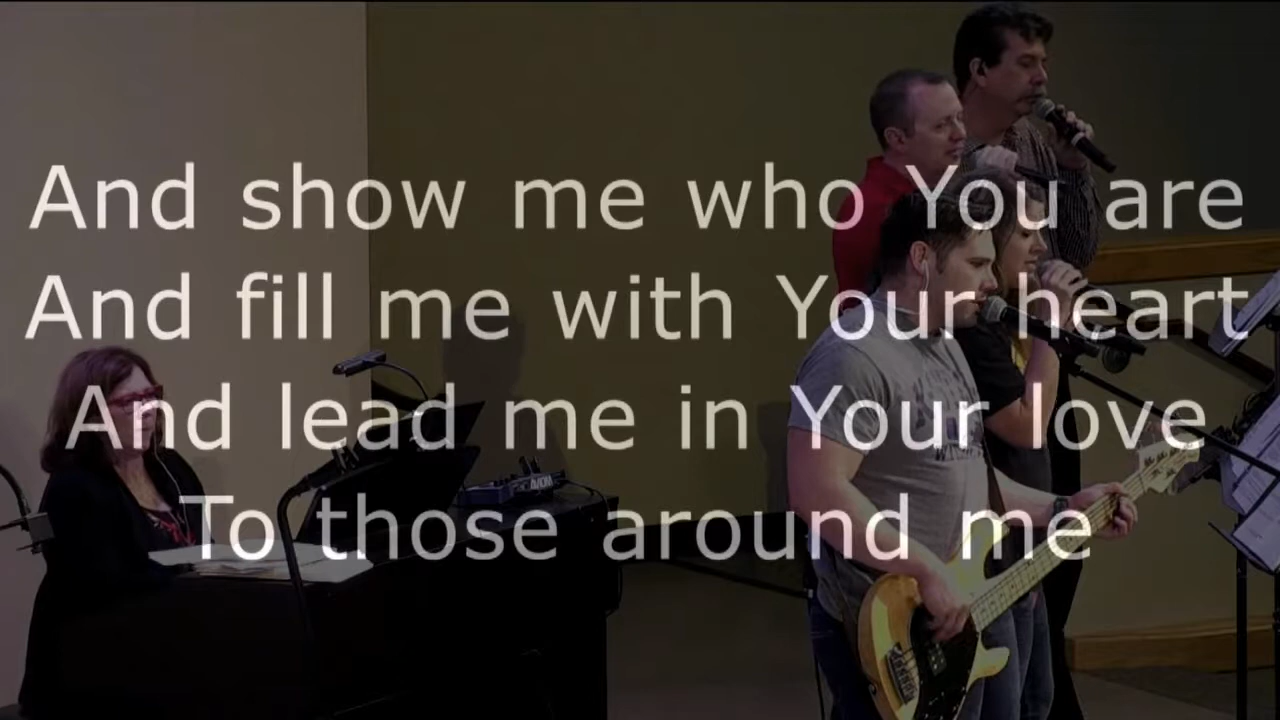 And show me who You are
And fill me with Your heart
And lead me in Your love
To those around me
AVIOM